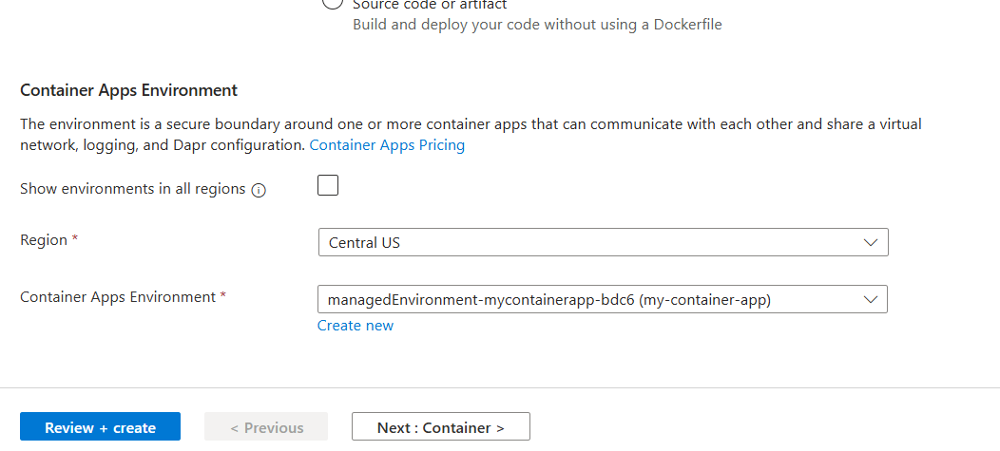 Source code or artifact
Build and deploy your code without using a Dockerfile
Container Apps Environment
The environment is a secure boundary around one or more container apps that can communicate with each other and share a virtual
network, logging, and Dapr configuration. Container Apps Pricing
Show environments in all regions
Region *
Central US
Container Apps Environment *
managedEnvironment-mycontainerapp-bdc6 (my-container-app)
Create new
Review + create
< Previous
Next : Container >